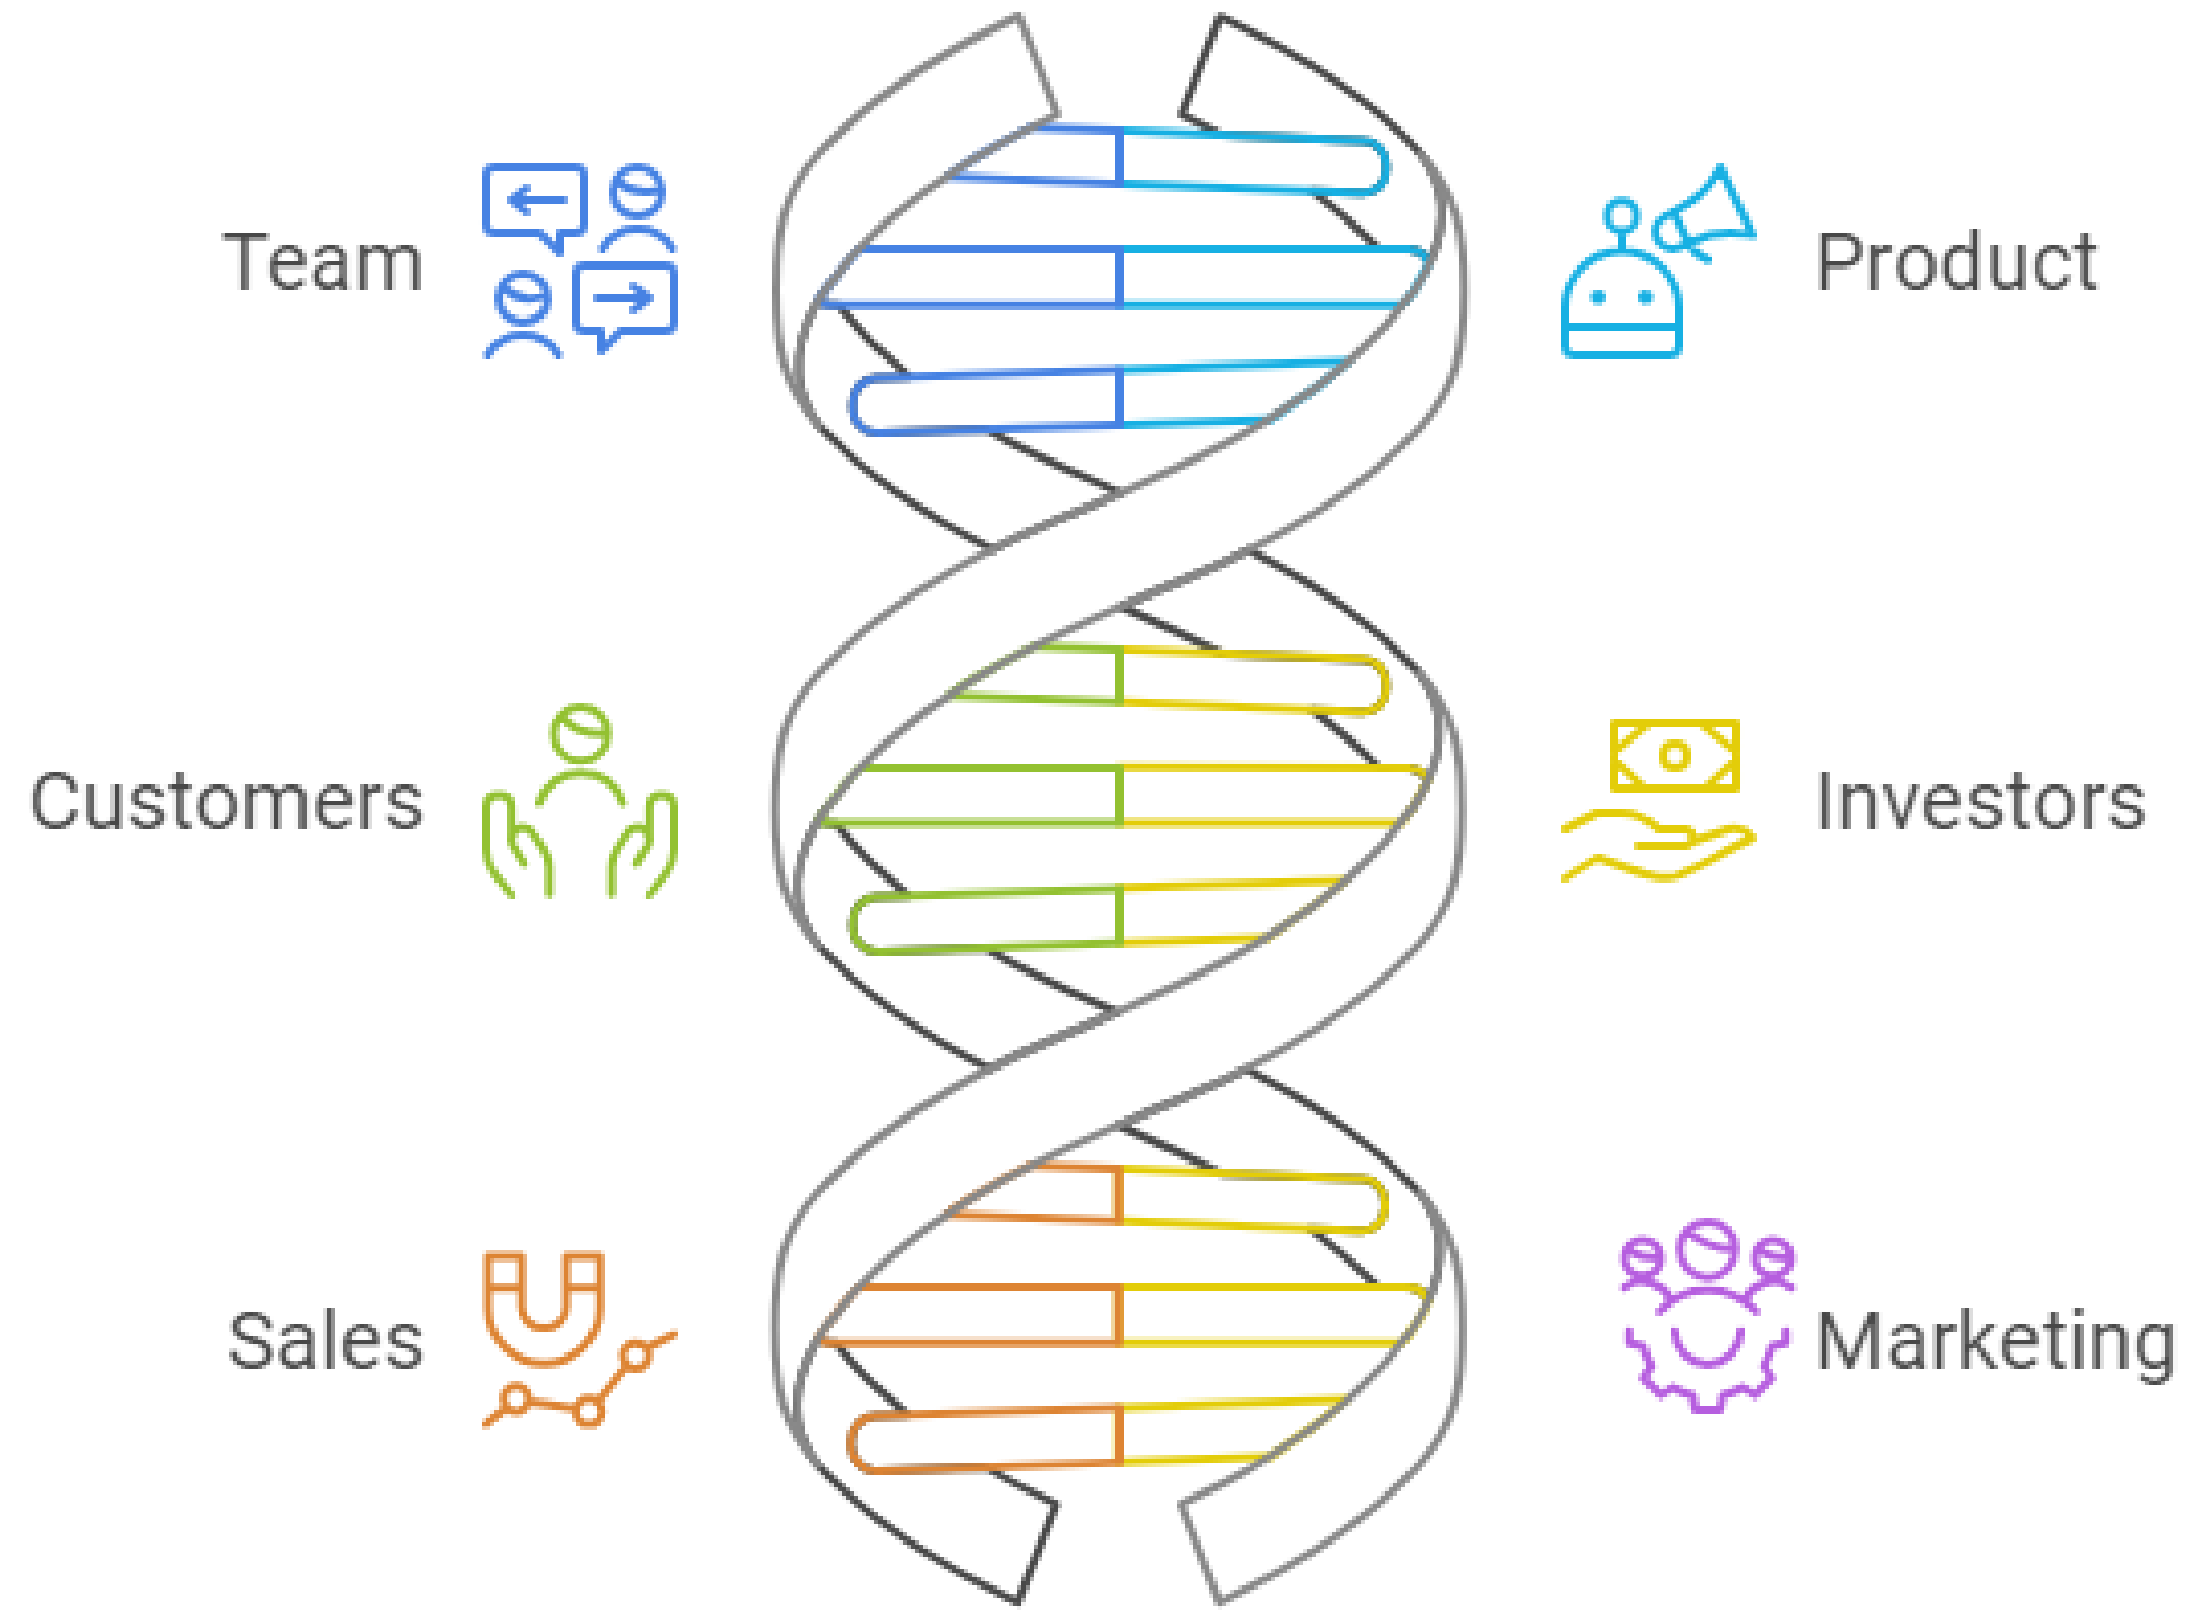 Team
Product
Customers
Investors
Sales
Marketing